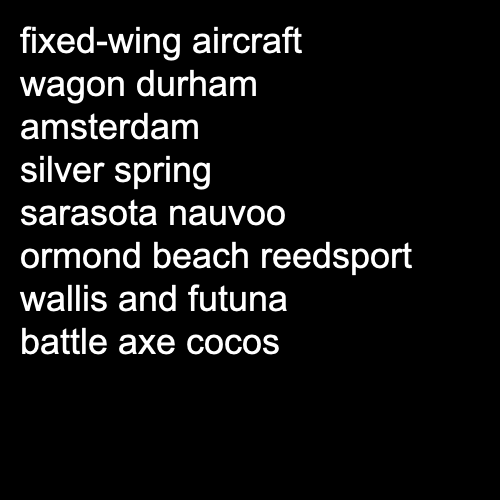 fixed-wing aircraft
wagon durham
amsterdam
silver spring
sarasota nauvoo
ormond beach reedsport
wallis and futuna
battle axe cocos